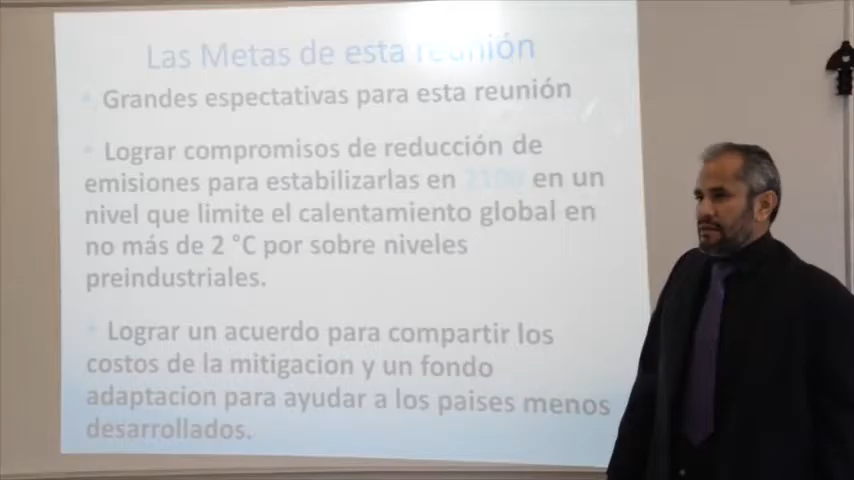 Las Metas de esta reunión
Grandes espectativas para esta reunión
Lograr compromisos de reducción de
emisiones para estabilizarlas en 2100 en un
nivel que limite el calentamiento global en
no más de 2 °C por sobre niveles
preindustriales.
Lograr un acuerdo para compartir los
costos de la mitigacion y un fondo
adaptacion para ayudar a los paises menos
desarrollados.